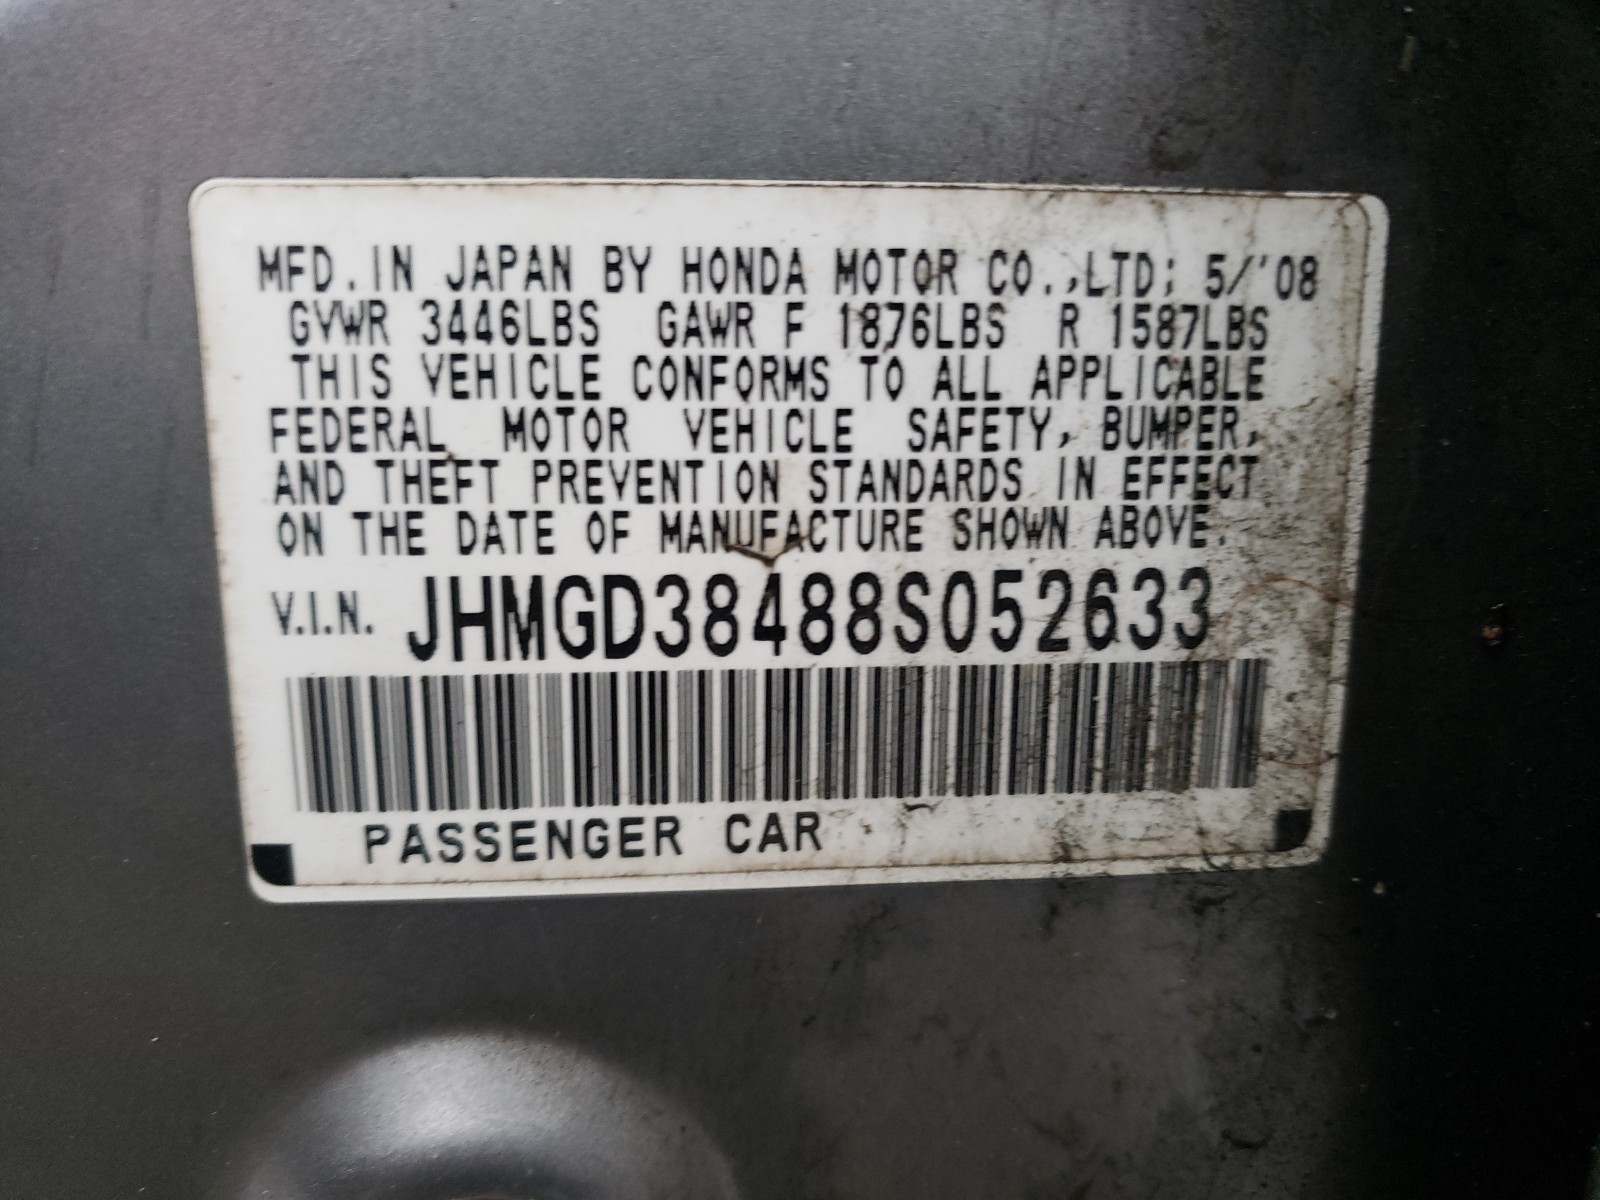 MFD. IN JAPAN BY HONDA MOTOR CO.,LTD; 5/'08
GVWR 3446LBS GAWR F 1876LBS R 1587LBS
THIS VEHICLE CONFORMS TO ALL APPLICABLE
FEDERAL MOTOR VEHICLE SAFETY, BUMPER,
AND THEFT PREVENTION STANDARDS IN EFFECT
ON THE DATE OF MANUFACTURE SHOWN ABOVE.
V.I.N. JHMGD38488S052633
PASSENGER CAR